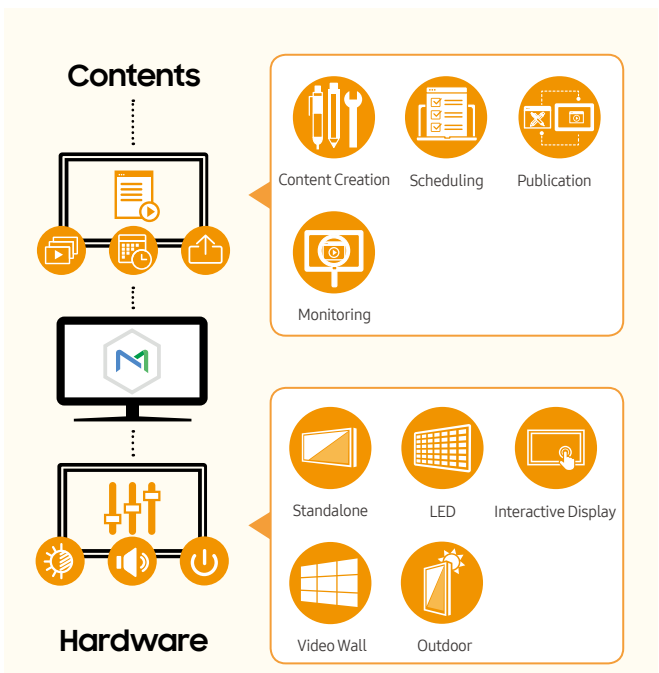 Contents
Content Creation
Scheduling
Publication
Monitoring
Standalone
LED
Interactive Display
Video Wall
Outdoor
Hardware